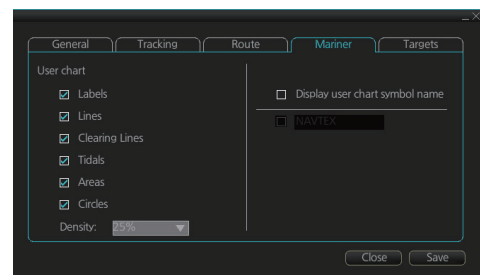 General Tracking Route Mariner Targets
User chart
Labels
Lines
Clearing Lines
Tidals
Areas
Circles
Density: 25%
Display user chart symbol name
NAVTEX
Close Save